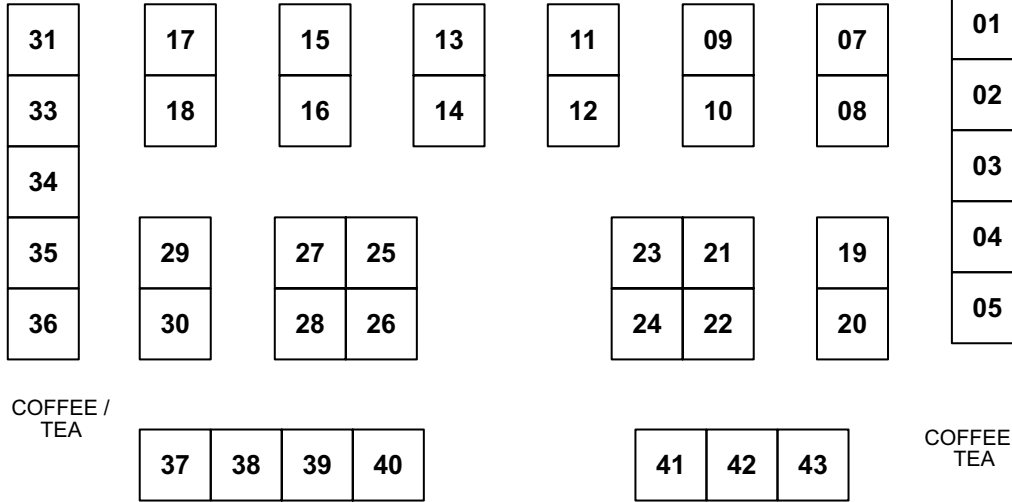 31 17 15 13 11 09 07 01
33 18 16 14 12 10 08 02
34 03
35 29 27 25 23 21 19 04
36 30 28 26 24 22 20 05
COFFEE /
TEA
COFFEE
TEA
37 38 39 40 41 42 43